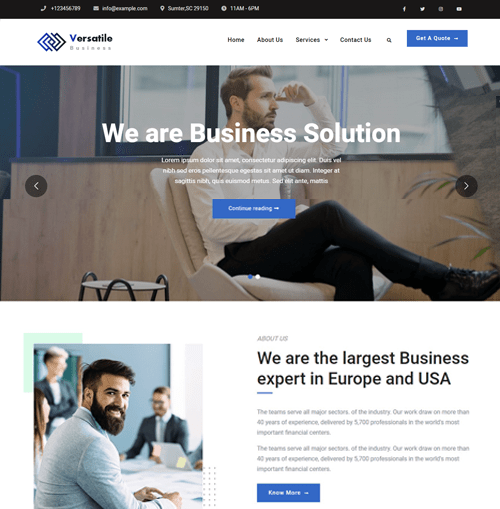 +123456789 info@example.com Sumter,SC 29150 11AM - 6PM
Versatile
Business
Home About Us Services Contact Us
Get A Quote →
We are Business Solution
Lorem ipsum dolor sit amet, consectetur adipiscing elit. Duis vel
nibh sed eros pellentesque egestas sit amet ut diam. Integer at
sagittis nibh, quis euismod metus. Sed elit ante, mattis
Continue reading →
ABOUT US
We are the largest Business
expert in Europe and USA
The teams serve all major sectors. of the industry. Our work draw on more than
40 years of experience, delivered by 5,700 professionals in the world's most
important financial centers.
The teams serve all major sectors. of the industry. Our work draw on more than
40 years of experience, delivered by 5,700 professionals in the world's most
important financial centers.
Know More →